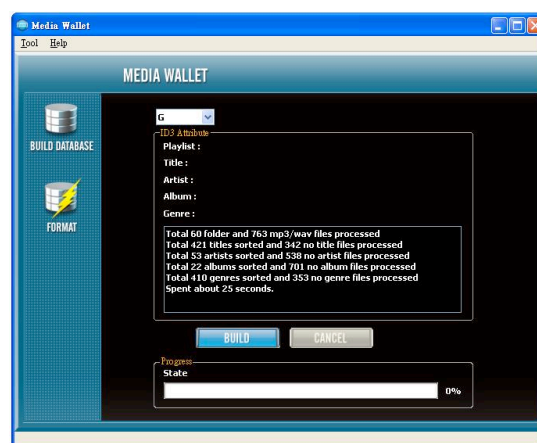 Media Wallet
Tool Help
MEDIA WALLET
BUILD DATABASE
FORMAT
G
ID3 Attribute
Playlist :
Title :
Artist :
Album :
Genre :
Total 60 folder and 763 mp3/wav files processed
Total 421 titles sorted and 342 no title files processed
Total 53 artists sorted and 538 no artist files processed
Total 22 albums sorted and 701 no album files processed
Total 410 genres sorted and 353 no genre files processed
Spent about 25 seconds.
BUILD CANCEL
Progress
State
0%